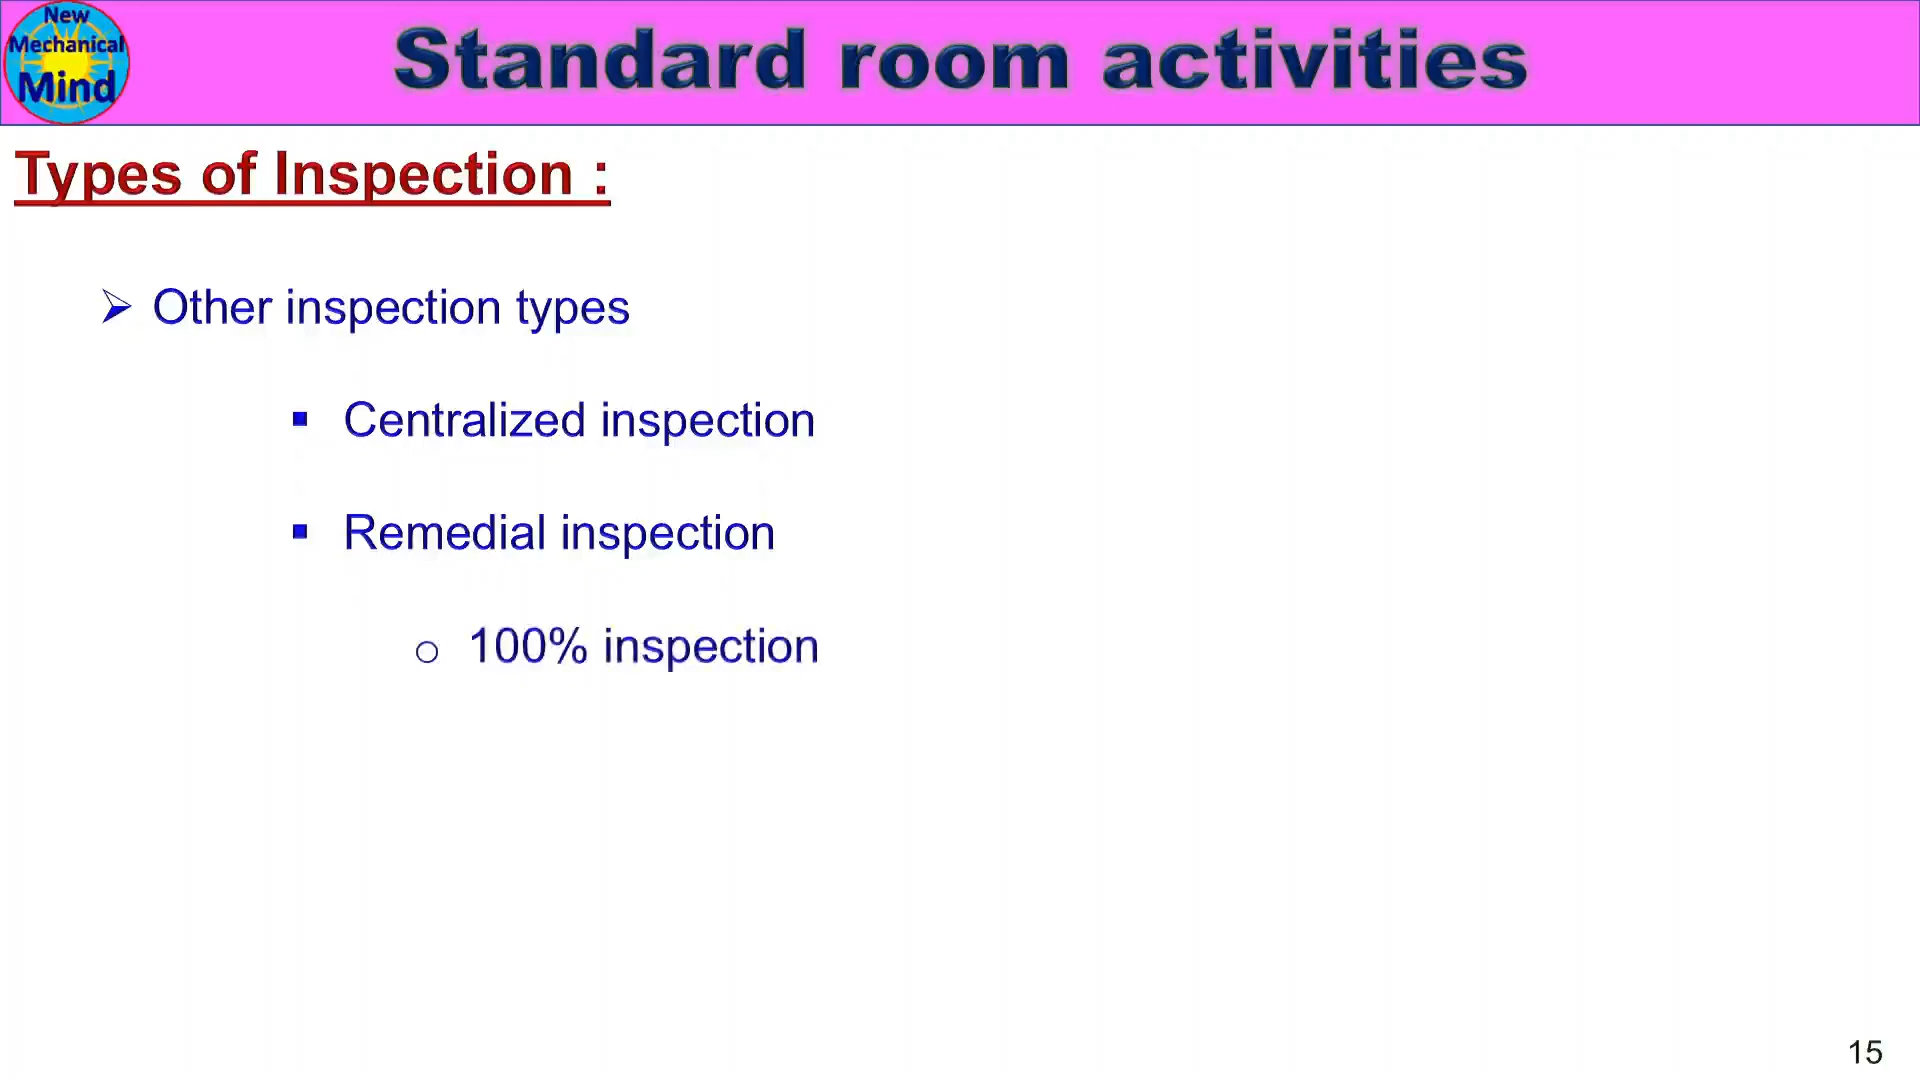 New
Mechanical
Mind
Standard room activities
Types of Inspection :
➢ Other inspection types
▪ Centralized inspection
▪ Remedial inspection
o 100% inspection
15